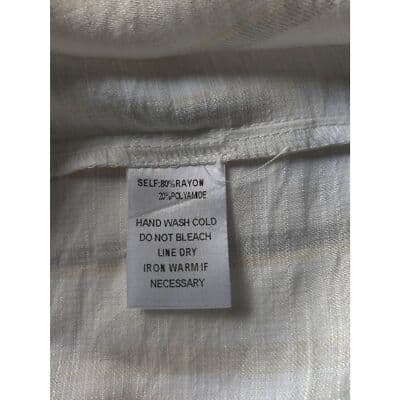 SELF:80%RAYON
20%POLYAMIDE
HAND WASH COLD
DO NOT BLEACH
LINE DRY
IRON WARM IF
NECESSARY